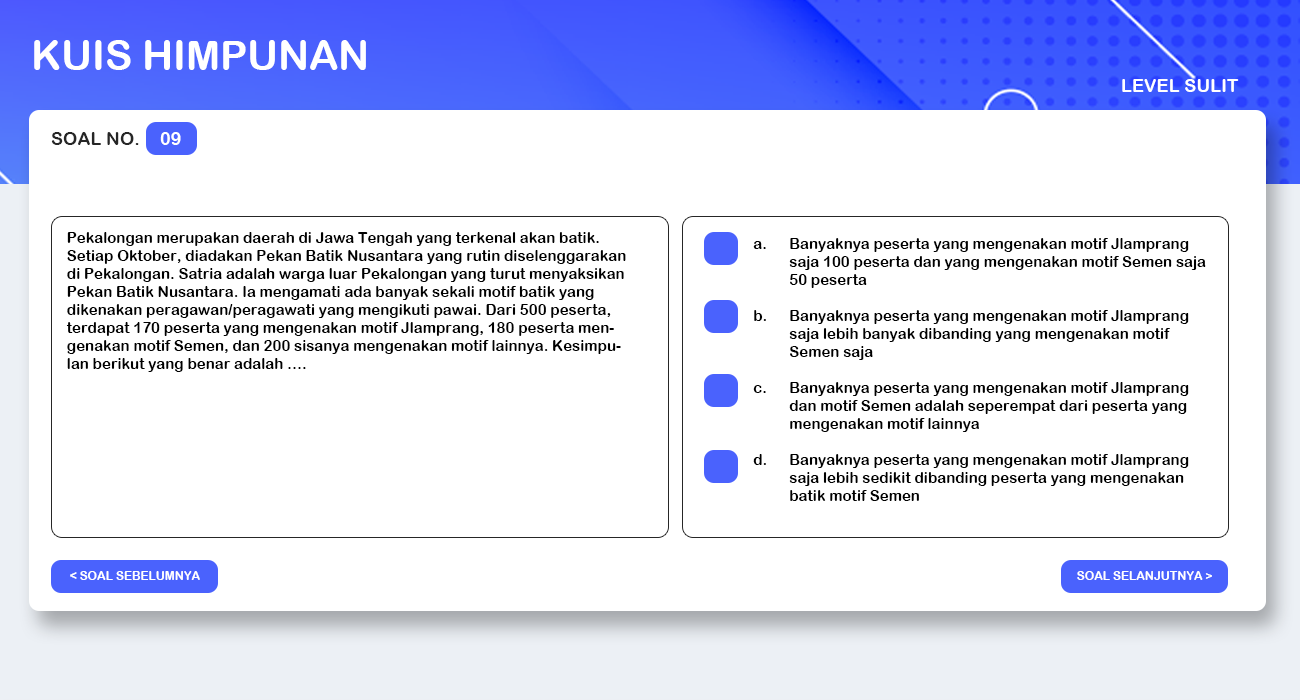 KUIS HIMPUNAN
LEVEL SULIT
SOAL NO. 09
Pekalongan merupakan daerah di Jawa Tengah yang terkenal akan batik.
Setiap Oktober, diadakan Pekan Batik Nusantara yang rutin diselenggarakan
di Pekalongan. Satria adalah warga luar Pekalongan yang turut menyaksikan
Pekan Batik Nusantara. Ia mengamati ada banyak sekali motif batik yang
dikenakan peragawan/peragawati yang mengikuti pawai. Dari 500 peserta,
terdapat 170 peserta yang mengenakan motif Jlamprang, 180 peserta men-
genakan motif Semen, dan 200 sisanya mengenakan motif lainnya. Kesimpu-
lan berikut yang benar adalah ....
a. Banyaknya peserta yang mengenakan motif Jlamprang
saja 100 peserta dan yang mengenakan motif Semen saja
50 peserta
b. Banyaknya peserta yang mengenakan motif Jlamprang
saja lebih banyak dibanding yang mengenakan motif
Semen saja
c. Banyaknya peserta yang mengenakan motif Jlamprang
dan motif Semen adalah seperempat dari peserta yang
mengenakan motif lainnya
d. Banyaknya peserta yang mengenakan motif Jlamprang
saja lebih sedikit dibanding peserta yang mengenakan
batik motif Semen
< SOAL SEBELUMNYA
SOAL SELANJUTNYA >